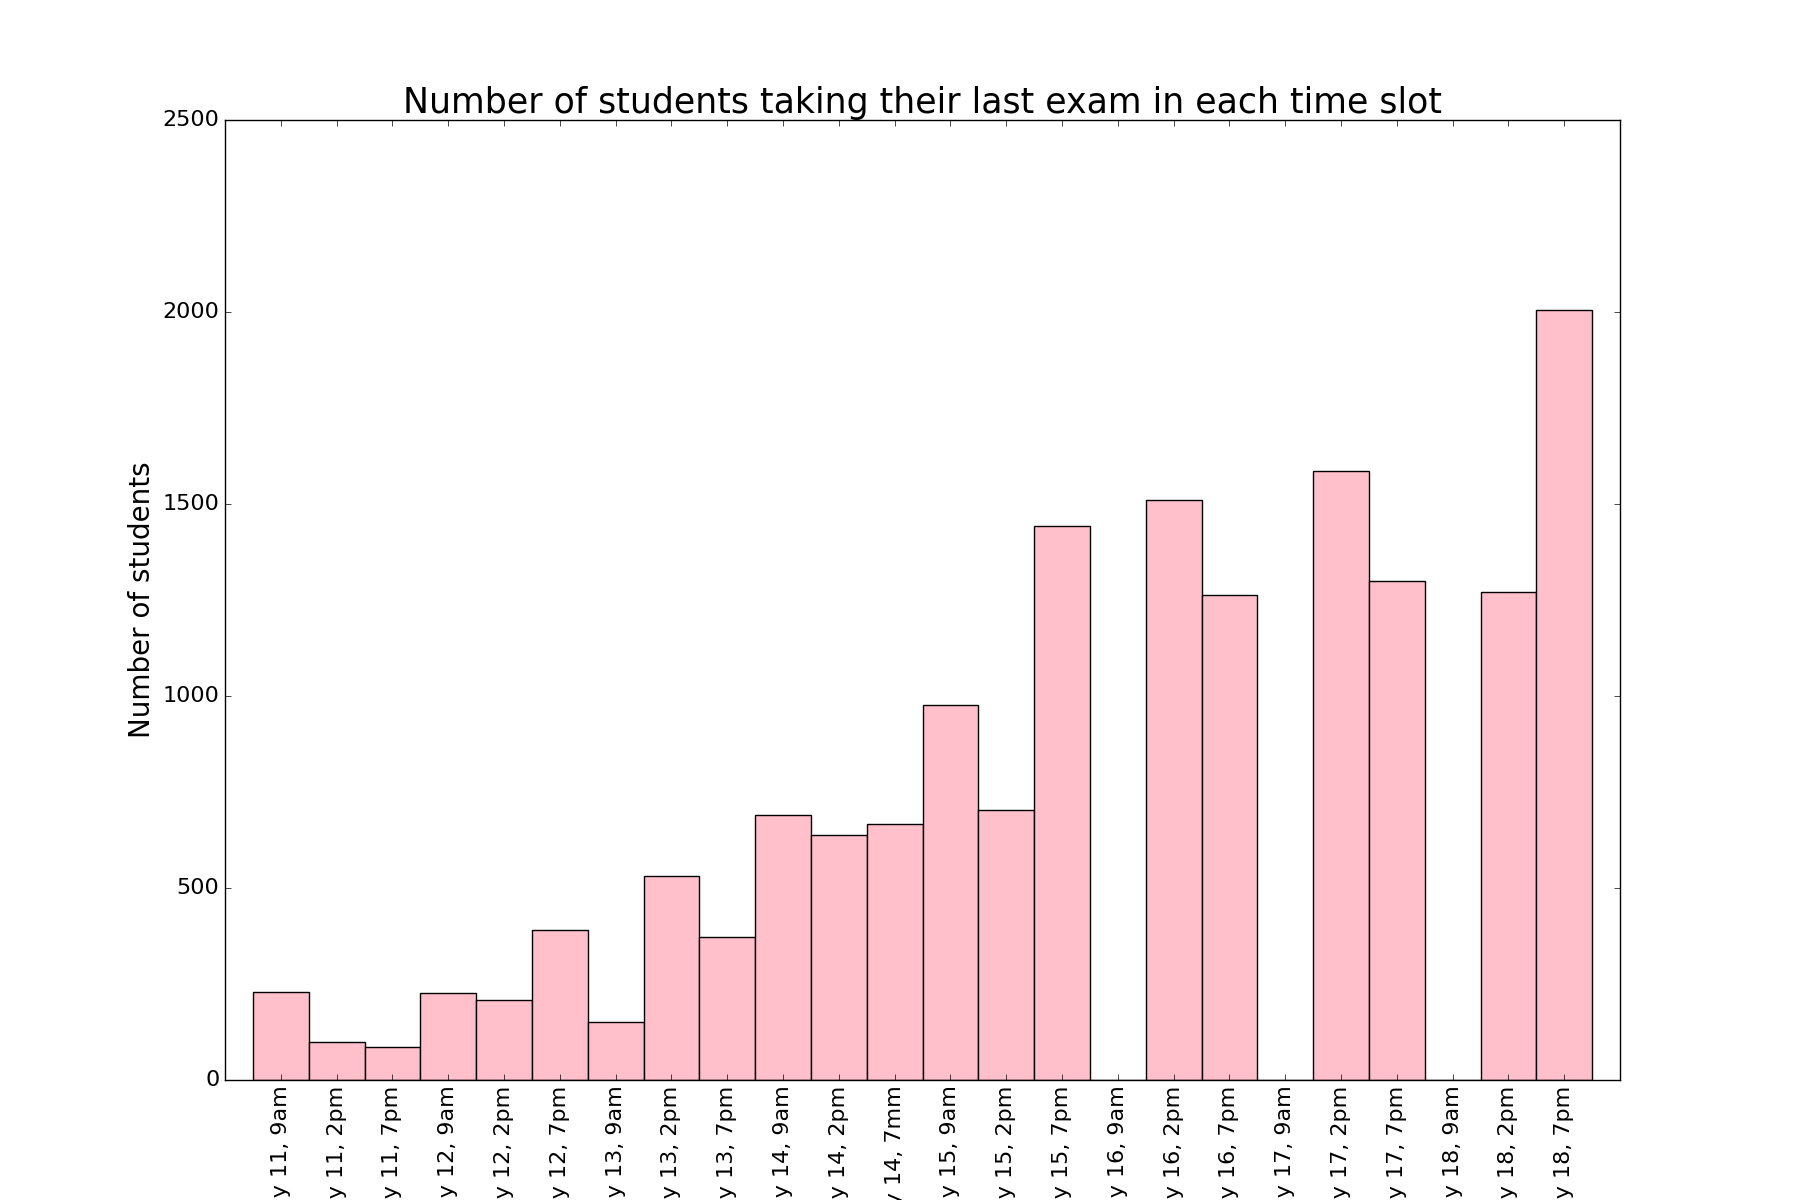 Number of students taking their last exam in each time slot
Number of students
2500
2000
1500
1000
500
0
y 11, 9am
y 11, 2pm
y 11, 7pm
y 12, 9am
y 12, 2pm
y 12, 7pm
y 13, 9am
y 13, 2pm
y 13, 7pm
y 14, 9am
y 14, 2pm
y 14, 7mm
y 15, 9am
y 15, 2pm
y 15, 7pm
y 16, 9am
y 16, 2pm
y 16, 7pm
y 17, 9am
y 17, 2pm
y 17, 7pm
y 18, 9am
y 18, 2pm
y 18, 7pm